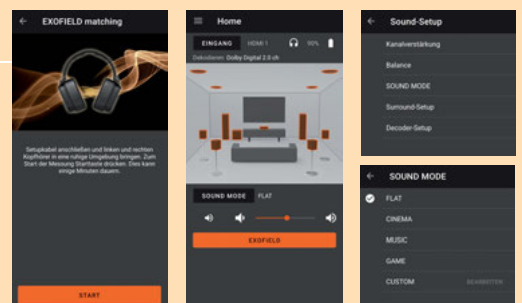 EXOFIELD matching
Setupkabel anschließen und linken und rechten
Kopfhörer in eine ruhige Umgebung bringen. Zum
Start der Messung Starttaste drücken. Dies kann
einige Minuten dauern.
START
Home
EINGANG HDMI 1 90%
Dekodieren: Dolby Digital 2.0 ch
SOUND MODE FLAT
EXOFIELD
Sound-Setup
Kanalverstärkung
Balance
SOUND MODE
Surround-Setup
Decoder-Setup
SOUND MODE
FLAT
CINEMA
MUSIC
GAME
CUSTOM BEARBEITEN